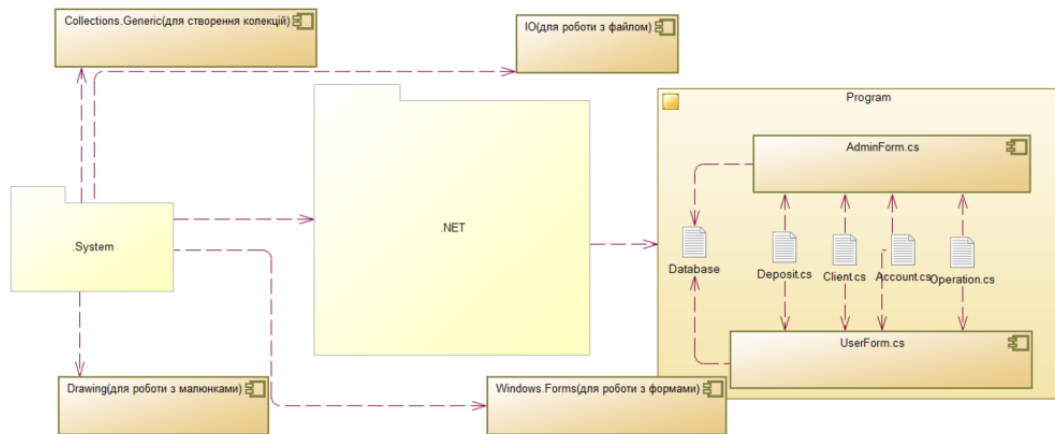 Collections.Generic(для створення колекцій)
IO(для роботи з файлом)
Program
AdminForm.cs
.System
.NET
Database
Deposit.cs
Client.cs
Account.cs
Operation.cs
UserForm.cs
Drawing(для роботи з малюнками)
Windows.Forms(для роботи з формами)